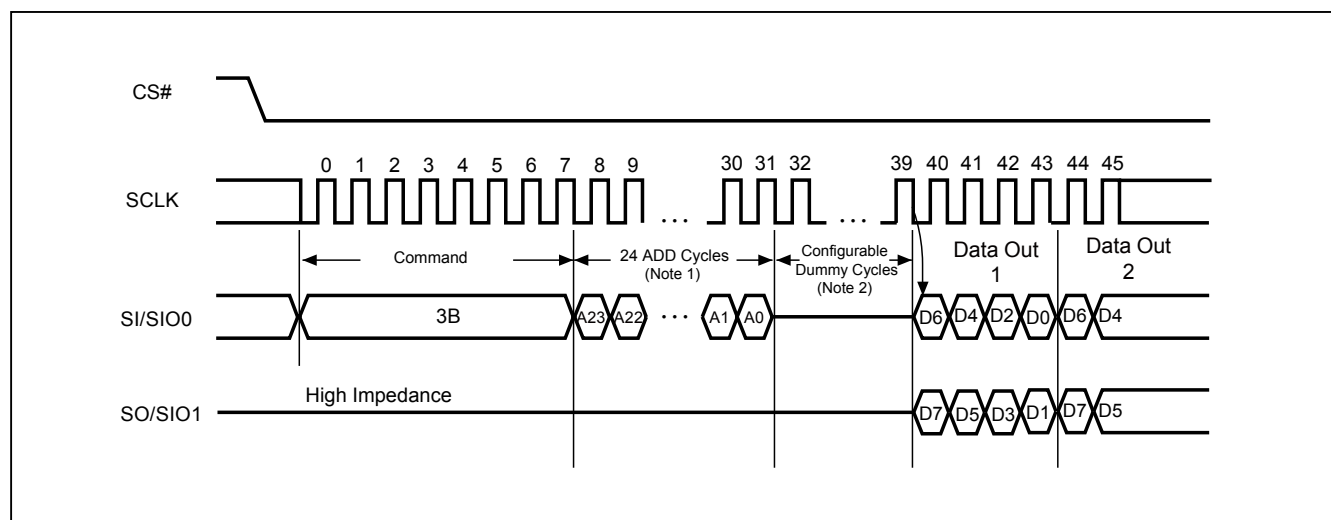 CS#
0 1 2 3 4 5 6 7 8 9 30 31 32 39 40 41 42 43 44 45
SCLK
... ...
Command
24 ADD Cycles
(Note 1)
Configurable
Dummy Cycles
(Note 2)
Data Out
1
Data Out
2
SI/SIO0
3B A23 A22 ... A1 A0 D6 D4 D2 D0 D6 D4
High Impedance
SO/SIO1
D7 D5 D3 D1 D7 D5